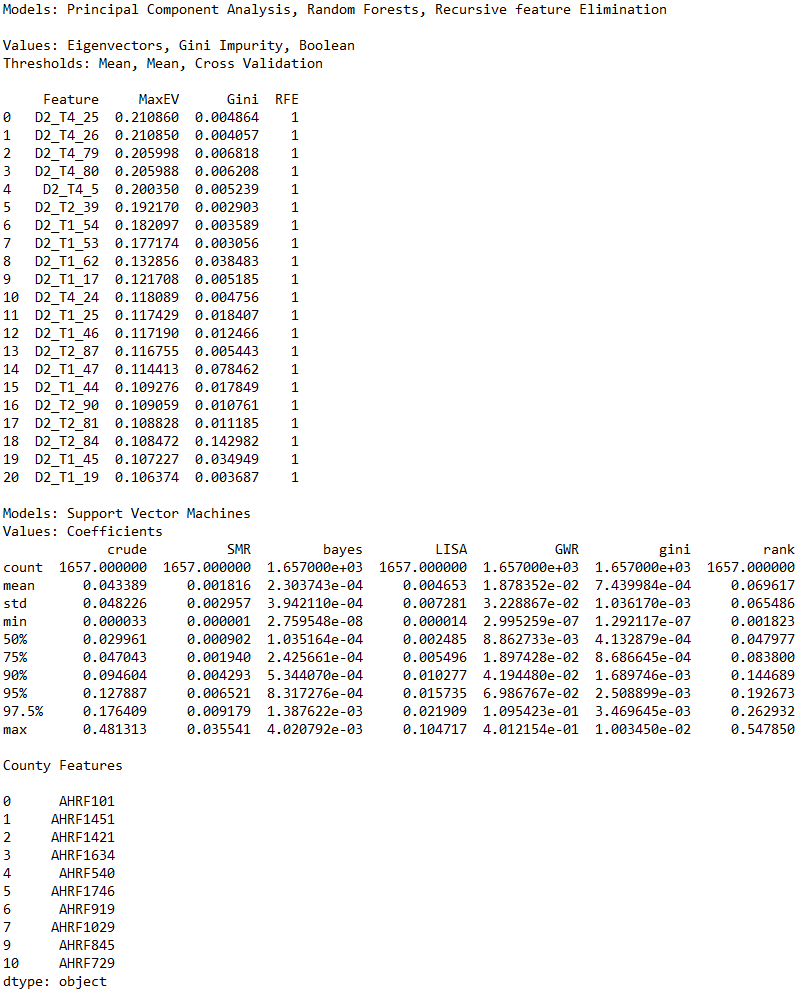 Models: Principal Component Analysis, Random Forests, Recursive feature Elimination

Values: Eigenvectors, Gini Impurity, Boolean
Thresholds: Mean, Mean, Cross Validation

     Feature     MaxEV      Gini  RFE
0   D2_T4_25  0.210860  0.004864    1
1   D2_T4_26  0.210850  0.004057    1
2   D2_T4_79  0.205998  0.006818    1
3   D2_T4_80  0.205988  0.006208    1
4    D2_T4_5  0.200350  0.005239    1
5   D2_T2_39  0.192170  0.002903    1
6   D2_T1_54  0.182097  0.003589    1
7   D2_T1_53  0.177174  0.003056    1
8   D2_T1_62  0.132856  0.038483    1
9   D2_T1_17  0.121708  0.005185    1
10  D2_T4_24  0.118089  0.004756    1
11  D2_T1_25  0.117429  0.018407    1
12  D2_T1_46  0.117190  0.012466    1
13  D2_T2_87  0.116755  0.005443    1
14  D2_T1_47  0.114413  0.078462    1
15  D2_T1_44  0.109276  0.017849    1
16  D2_T2_90  0.109059  0.010761    1
17  D2_T2_81  0.108828  0.011185    1
18  D2_T2_84  0.108472  0.142982    1
19  D2_T1_45  0.107227  0.034949    1
20  D2_T1_19  0.106374  0.003687    1

Models: Support Vector Machines
Values: Coefficients
             crude          SMR         bayes         LISA           GWR          gini         rank
count  1657.000000  1657.000000  1.657000e+03  1657.000000  1.657000e+03  1.657000e+03  1657.000000
mean      0.043389     0.001816  2.303743e-04     0.004653  1.878352e-02  7.439984e-04     0.069617
std       0.048226     0.002957  3.942110e-04     0.007281  3.228867e-02  1.036170e-03     0.065486
min       0.000033     0.000001  2.759548e-08     0.000014  2.995259e-07  1.292117e-07     0.001823
50%       0.029961     0.000902  1.035164e-04     0.002485  8.862733e-03  4.132879e-04     0.047977
75%       0.047043     0.001940  2.425661e-04     0.005496  1.897428e-02  8.686645e-04     0.083800
90%       0.094604     0.004293  5.344070e-04     0.010277  4.194480e-02  1.689746e-03     0.144689
95%       0.127887     0.006521  8.317276e-04     0.015735  6.986767e-02  2.508899e-03     0.192673
97.5%     0.176409     0.009179  1.387622e-03     0.021909  1.095423e-01  3.469645e-03     0.262932
max       0.481313     0.035541  4.020792e-03     0.104717  4.012154e-01  1.003450e-02     0.547850

County Features

0      AHRF101
1     AHRF1451
2     AHRF1421
3     AHRF1634
4      AHRF540
5     AHRF1746
6      AHRF919
7     AHRF1029
9      AHRF845
10     AHRF729
dtype: object